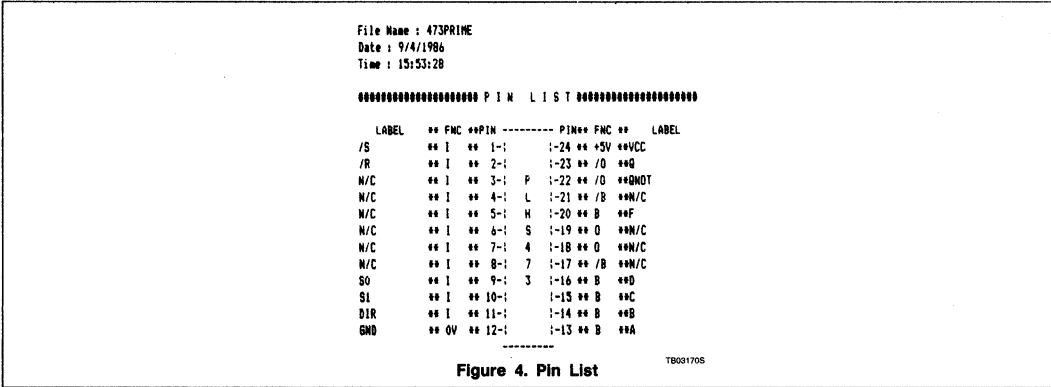 File Name : 473PRIME
Date : 9/4/1986
Time : 15:53:28
##################### P I N   L I S T #####################
LABEL ** FNC **PIN --------- PIN** FNC ** LABEL
/S ** I ** 1-| |-24 ** +5V **VCC
/R ** I ** 2-| |-23 ** /O **Q
N/C ** I ** 3-| P |-22 ** /O **QNOT
N/C ** I ** 4-| L |-21 ** /B **N/C
N/C ** I ** 5-| H |-20 ** B **F
N/C ** I ** 6-| S |-19 ** O **N/C
N/C ** I ** 7-| 4 |-18 ** O **N/C
N/C ** I ** 8-| 7 |-17 ** /B **N/C
S0 ** I ** 9-| 3 |-16 ** B **D
S1 ** I ** 10-| |-15 ** B **C
DIR ** I ** 11-| |-14 ** B **B
GND ** 0V ** 12-| |-13 ** B **A
---------
TB03170S
Figure 4. Pin List